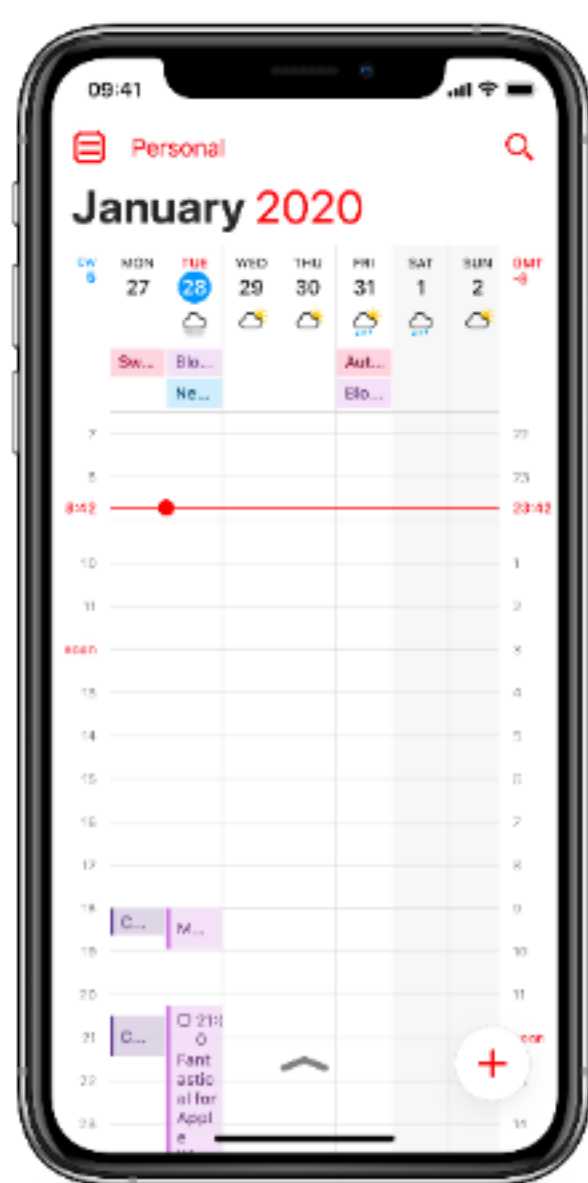 09:41
Personal
January 2020
CW MON TUE WED THU FRI SAT SUN GMT
5 27 28 29 30 31 1 2 -8
Sw... Blo... Aut...
Ne... Blo...
7 22
23
8:42 23:42
10 1
11 2
noon 3
13 4
14 5
15 6
16 7
17 8
18 9
C... M...
19 10
20 11
21 C...
Fant
astic
22
al for
23 Appl 14
e